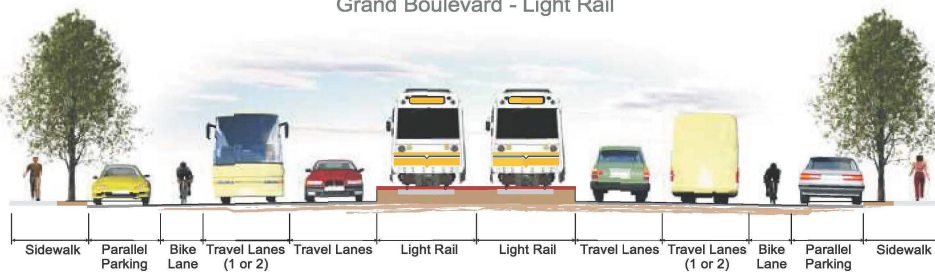 Grand Boulevard - Light Rail
Sidewalk
Parallel
Parking
Bike
Lane
Travel Lanes
(1 or 2)
Travel Lanes
Light Rail
Light Rail
Travel Lanes
Travel Lanes
(1 or 2)
Bike
Lane
Parallel
Parking
Sidewalk